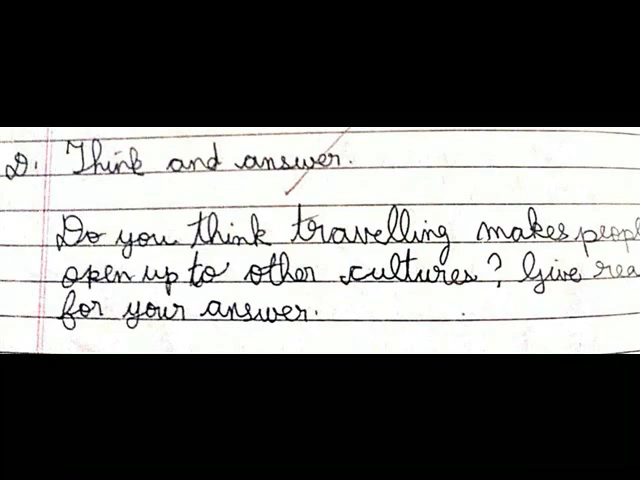 D. Think and answer.
Do you think travelling makes peopl
open up to other cultures? Give rea
for your answer.